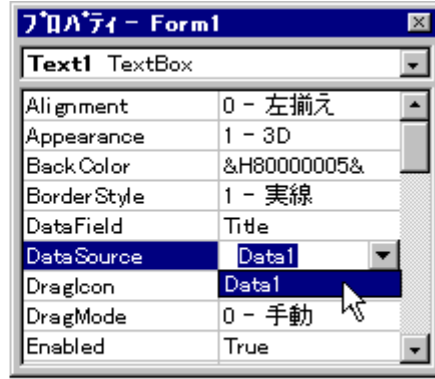 プロパティ - Form1
Text1 TextBox
Alignment 0 - 左揃え
Appearance 1 - 3D
BackColor &H80000005&
BorderStyle 1 - 実線
DataField Title
DataSource Data1
DragIcon Data1
DragMode 0 - 手動
Enabled True